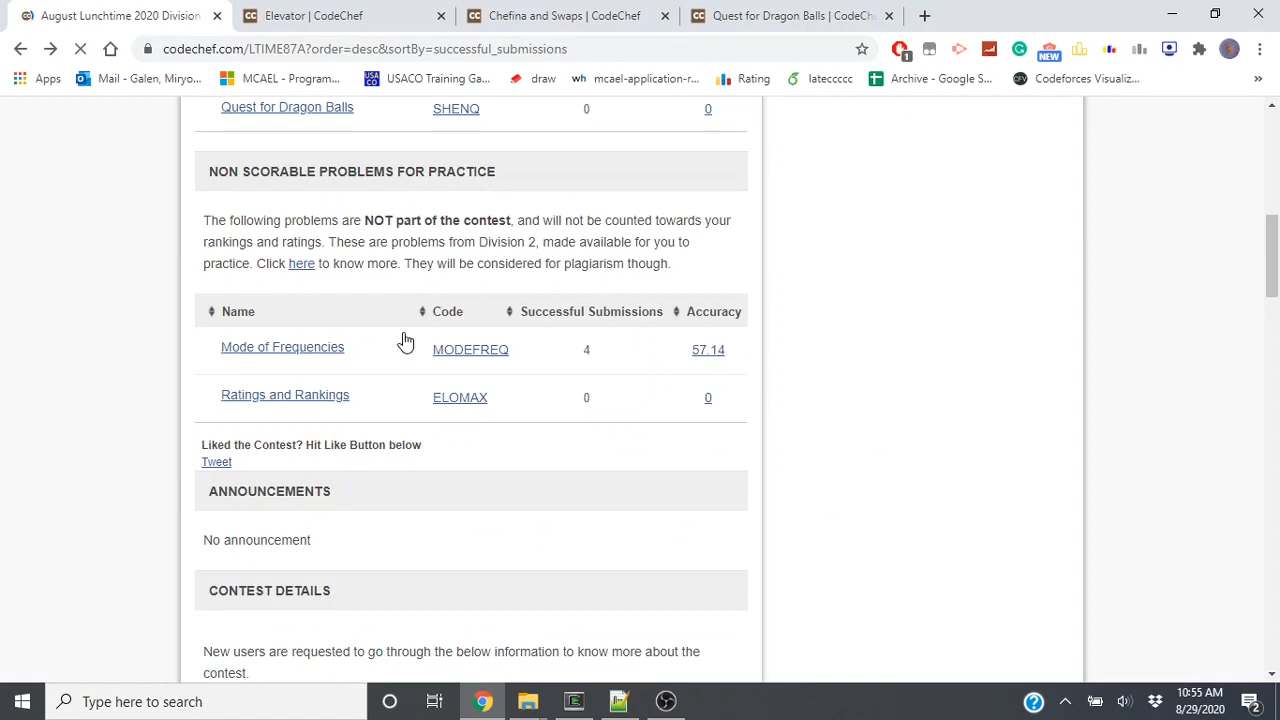 August Lunchtime 2020 Division
Elevator | CodeChef
Chefina and Swaps | CodeChef
Quest for Dragon Balls | CodeCh
codechef.com/LTIME87A?order=desc&sortBy=successful_submissions
1
NEW
Apps
Mail - Galen, Miryo...
MCAEL - Program...
USACO Training Ga...
draw
wh mcael-application-r...
Rating
lateccccc
Archive - Google S...
Codeforces Visualiz...
»
Quest for Dragon Balls SHENQ 0 0
NON SCORABLE PROBLEMS FOR PRACTICE
The following problems are NOT part of the contest, and will not be counted towards your
rankings and ratings. These are problems from Division 2, made available for you to
practice. Click here to know more. They will be considered for plagiarism though.
Name Code Successful Submissions Accuracy
Mode of Frequencies MODEFREQ 4 57.14
Ratings and Rankings ELOMAX 0 0
Liked the Contest? Hit Like Button below
Tweet
ANNOUNCEMENTS
No announcement
CONTEST DETAILS
New users are requested to go through the below information to know more about the
contest.
Type here to search
10:55 AM
8/29/2020
2